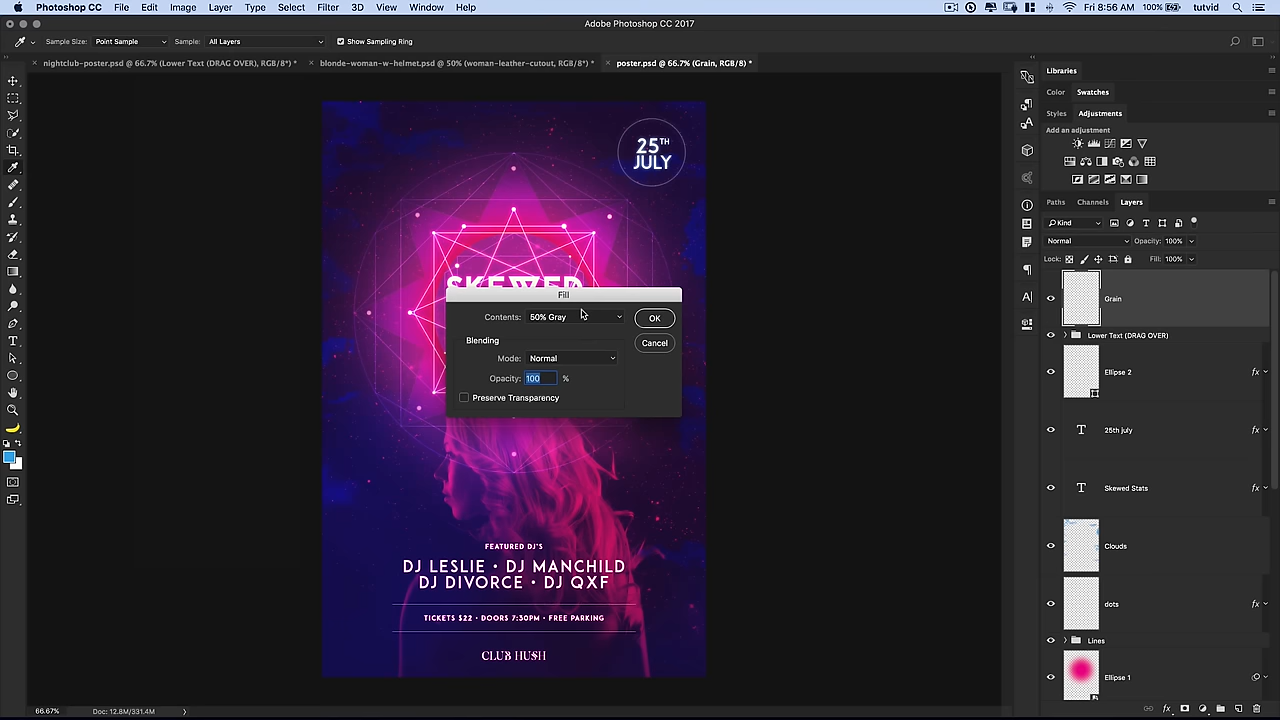 Photoshop CC File Edit Image Layer Type Select Filter 3D View Window Help 100% Fri 8:56 AM tutvid
Adobe Photoshop CC 2017
Sample Size: Point Sample Sample: All Layers Show Sampling Ring
nightclub-poster.psd @ 66.7% (Lower Text (DRAG OVER), RGB/8*) * blonde-woman-w-helmet.psd @ 50% (woman-leather-cutout, RGB/8*) * poster.psd @ 66.7% (Grain, RGB/8) *
25TH
JULY
SKEWED
Fill
Contents: 50% Gray OK
Blending Cancel
Mode: Normal
Opacity: 100 %
Preserve Transparency
FEATURED DJ'S
DJ LESLIE • DJ MANCHILD
DJ DIVORCE • DJ QXF
TICKETS $22 • DOORS 7:30PM • FREE PARKING
CLUB HUSH
Libraries
Color Swatches
Styles Adjustments
Add an adjustment
Paths Channels Layers
Kind
Normal Opacity: 100%
Lock: Fill: 100%
Grain
Lower Text (DRAG OVER)
Ellipse 2 fx
T 25th july fx
T Skewed Stats fx
Clouds
dots fx
Lines
Ellipse 1
66.67% Doc: 12.8M/331.4M